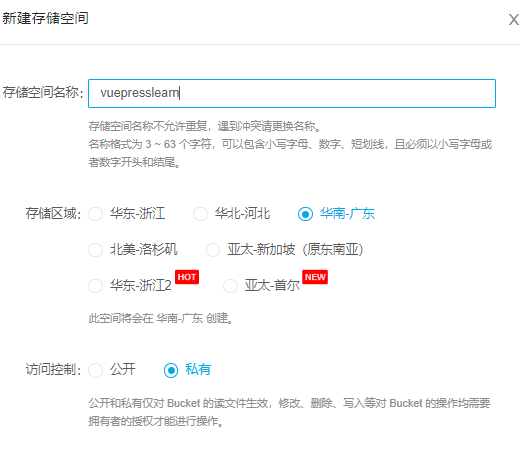 新建存储空间
存储空间名称: vuepresslearn
存储空间名称不允许重复，遇到冲突请更换名称。
名称格式为 3 ~ 63 个字符，可以包含小写字母、数字、短划线，且必须以小写字母或
者数字开头和结尾。
存储区域: 华东-浙江 华北-河北 华南-广东
北美-洛杉矶 亚太-新加坡（原东南亚）
华东-浙江2 HOT 亚太-首尔 NEW
此空间将会在 华南-广东 创建。
访问控制: 公开 私有
公开和私有仅对 Bucket 的读文件生效，修改、删除、写入等对 Bucket 的操作均需要
拥有者的授权才能进行操作。